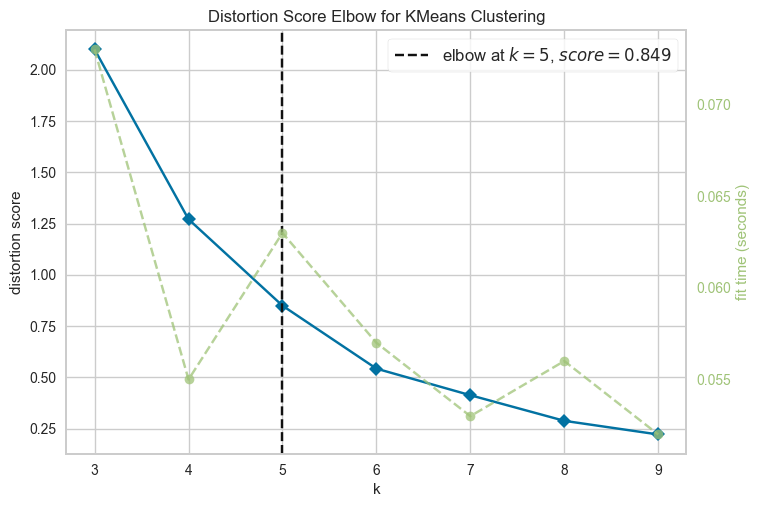 Distortion Score Elbow for KMeans Clustering
elbow at k = 5, score = 0.849
distortion score
2.00
1.75
1.50
1.25
1.00
0.75
0.50
0.25
0.070
0.065
0.060
0.055
fit time (seconds)
3 4 5 6 7 8 9
k